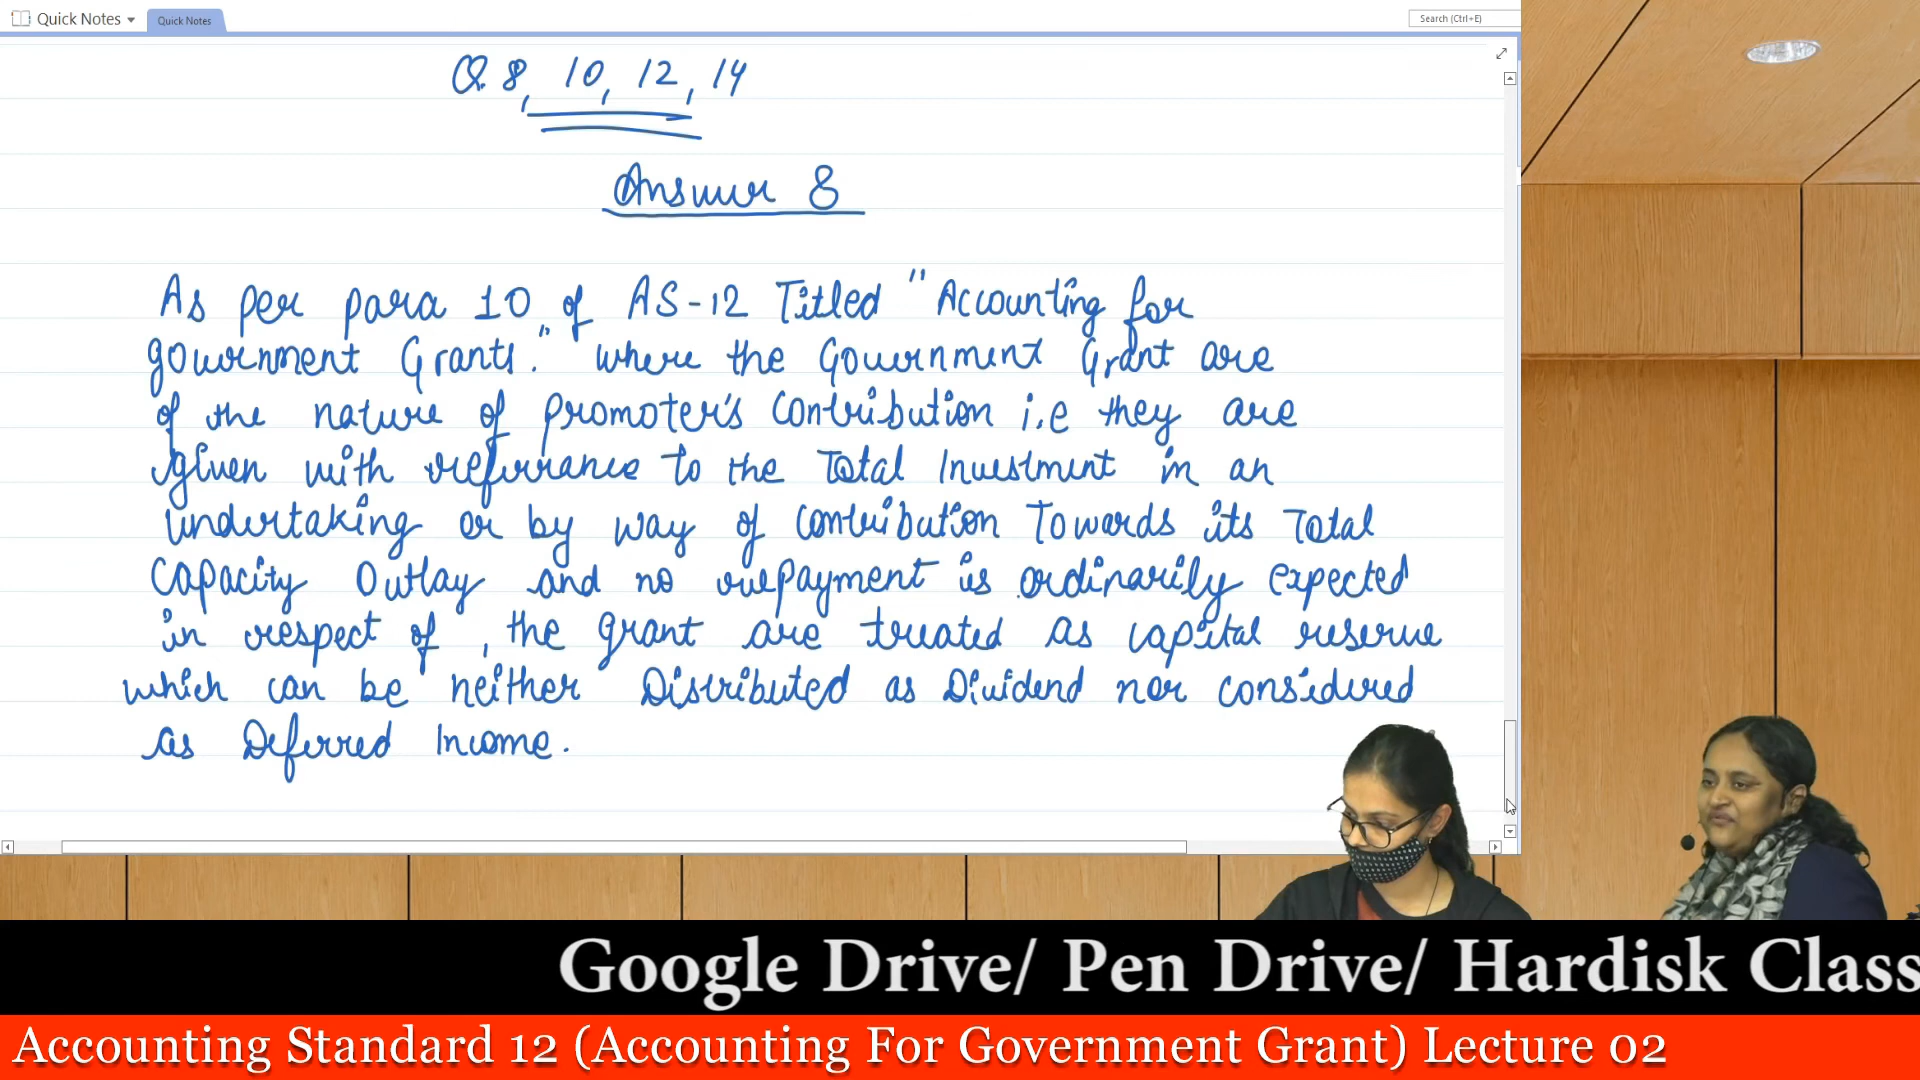 Quick Notes
Quick Notes
Search (Ctrl+E)
Q. 8, 10, 12, 14
Answer 8
As per para 10 of AS-12 Titled "Accounting for
government Grants." where the Government Grant are
of the nature of promoter's contribution i.e they are
given with referrance to the Total Investment in an
undertaking or by way of contribution Towards its Total
Capacity Outlay and no repayment is ordinarily expected
in respect of, the grant are treated as capital reserve
which can be neither Distributed as Dividend nor considered
as Deferred Income.
Google Drive/ Pen Drive/ Hardisk Class
Accounting Standard 12 (Accounting For Government Grant) Lecture 02